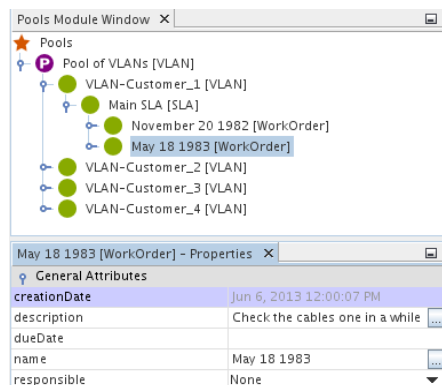 Pools Module Window
Pools
P Pool of VLANs [VLAN]
VLAN-Customer_1 [VLAN]
Main SLA [SLA]
November 20 1982 [WorkOrder]
May 18 1983 [WorkOrder]
VLAN-Customer_2 [VLAN]
VLAN-Customer_3 [VLAN]
VLAN-Customer_4 [VLAN]
May 18 1983 [WorkOrder] - Properties
General Attributes
creationDate Jun 6, 2013 12:00:07 PM
description Check the cables one in a while ...
dueDate
name May 18 1983 ...
responsible None